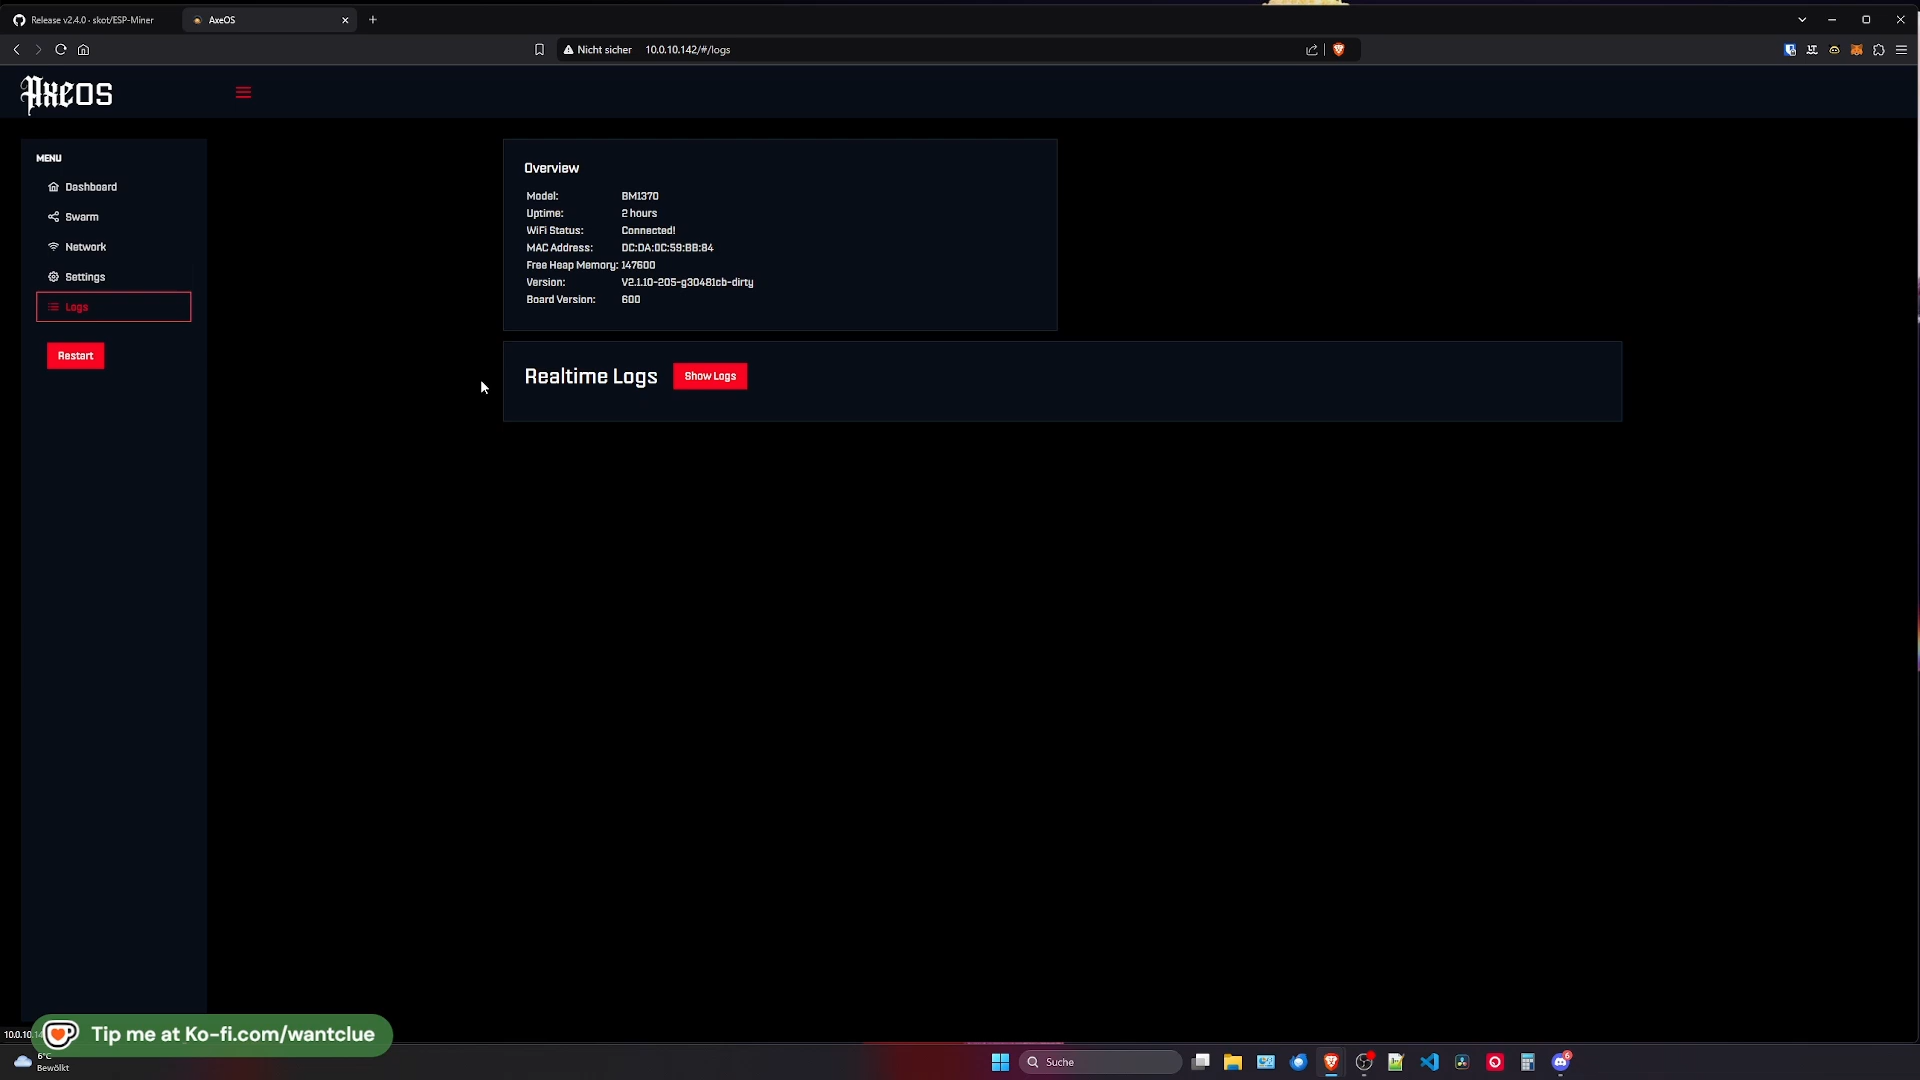 Release v2.4.0 · skot/ESP-Miner
AxeOS
Nicht sicher
10.0.10.142/#/logs
AxeOS
MENU
Dashboard
Swarm
Network
Settings
Logs
Restart
Overview
Model: BM1370
Uptime: 2 hours
WiFi Status: Connected!
MAC Address: DC:DA:0C:59:BB:84
Free Heap Memory: 147600
Version: V2.1.10-205-g30481cb-dirty
Board Version: 600
Realtime Logs
Show Logs
Tip me at Ko-fi.com/wantclue
6°C
Bewölkt
Suche